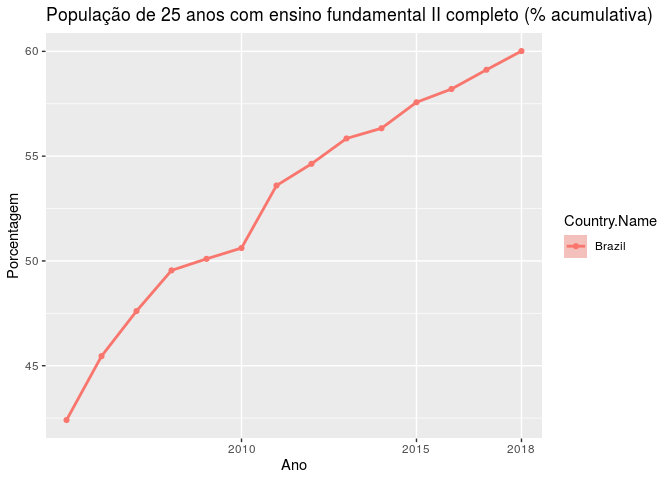 População de 25 anos com ensino fundamental II completo (% acumulativa)
60
55
50
45
Porcentagem
2010
2015
2018
Ano
Country.Name
Brazil